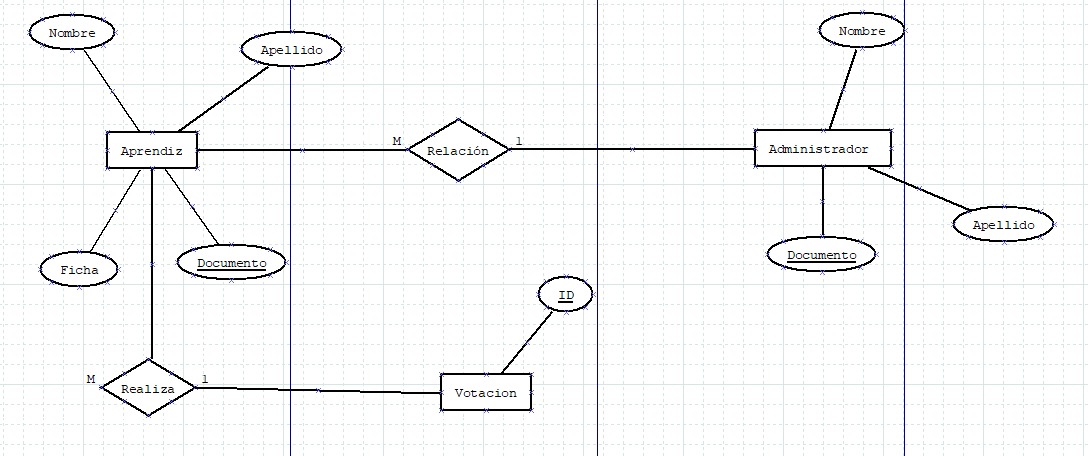 Nombre
Apellido
Nombre
Aprendiz
M
Relación
1
Administrador
Apellido
Ficha
Documento
Documento
ID
M
Realiza
1
Votacion